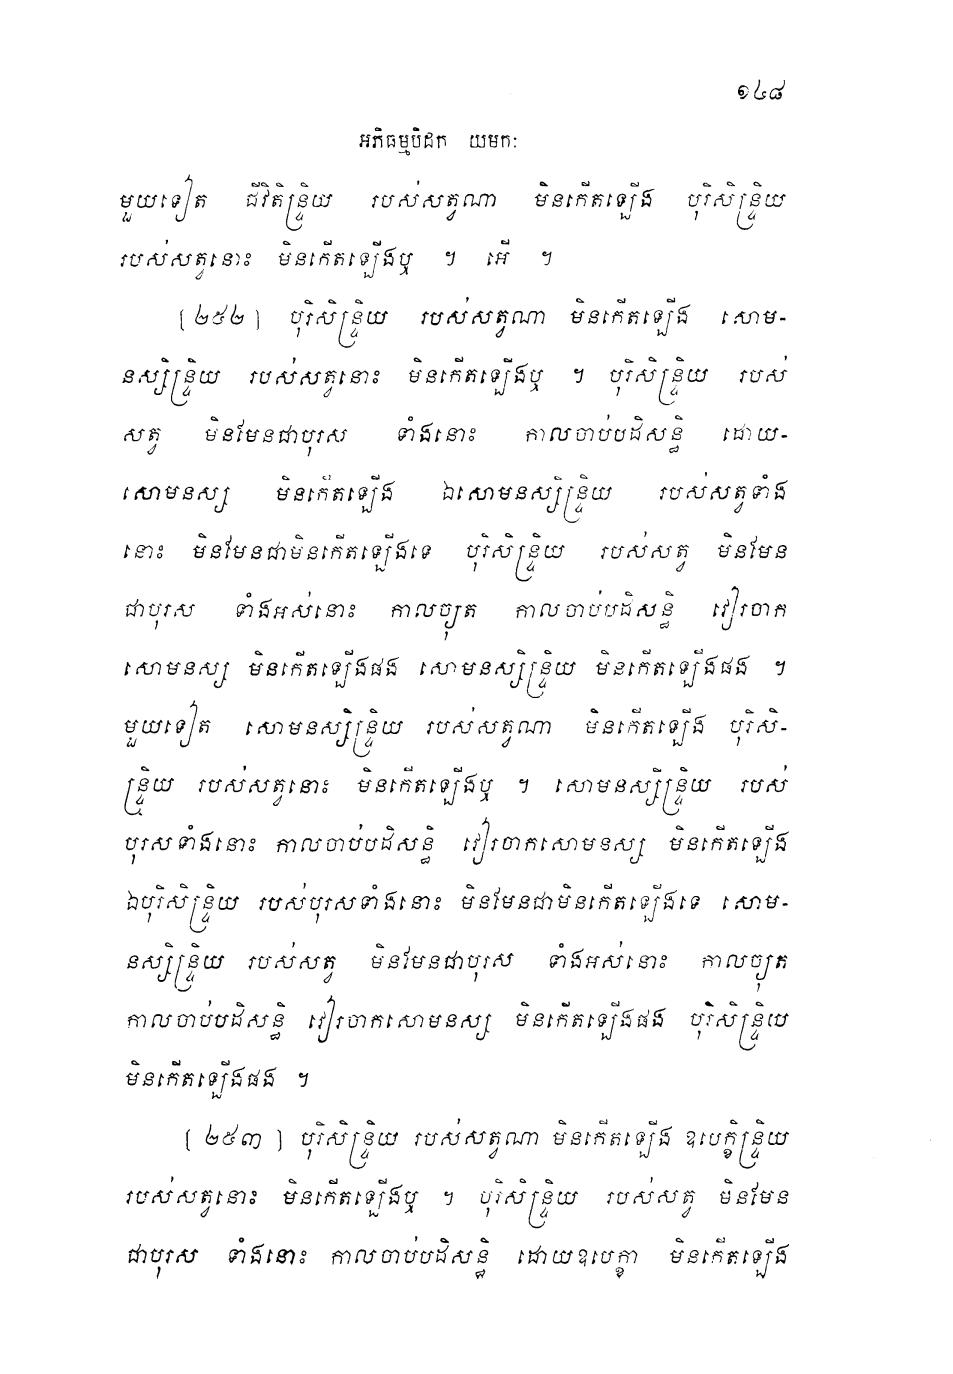 ១៤៨
អភិធម្មបិដក យមកៈ
មួយទៀត ជីវិតិន្ទ្រិយ របស់សត្វណា មិនកើតឡើង បុរិសិន្ទ្រិយ
របស់សត្វនោះ មិនកើតឡើងឬ ។ អើ ។
[២៥២] បុរិសិន្ទ្រិយ របស់សត្វណា មិនកើតឡើង សោម-
នស្សិន្ទ្រិយ របស់សត្វនោះ មិនកើតឡើងឬ ។ បុរិសិន្ទ្រិយ របស់
សត្វ មិនមែនជាបុរស ទាំងនោះ កាលចាប់បដិសន្ធិ ដោយ-
សោមនស្ស មិនកើតឡើង ឯសោមនស្សិន្ទ្រិយ របស់សត្វទាំង
នោះ មិនមែនជាមិនកើតឡើងទេ បុរិសិន្ទ្រិយ របស់សត្វ មិនមែន
ជាបុរស ទាំងអស់នោះ កាលច្យុត កាលចាប់បដិសន្ធិ វៀរចាក
សោមនស្ស មិនកើតឡើងផង សោមនស្សិន្ទ្រិយ មិនកើតឡើងផង ។
មួយទៀត សោមនស្សិន្ទ្រិយ របស់សត្វណា មិនកើតឡើង បុរិសិ-
ន្ទ្រិយ របស់សត្វនោះ មិនកើតឡើងឬ ។ សោមនស្សិន្ទ្រិយ របស់
បុរសទាំងនោះ កាលចាប់បដិសន្ធិ វៀរចាកសោមនស្ស មិនកើតឡើង
ឯបុរិសិន្ទ្រិយ របស់បុរសទាំងនោះ មិនមែនជាមិនកើតឡើងទេ សោម-
នស្សិន្ទ្រិយ របស់សត្វ មិនមែនជាបុរស ទាំងអស់នោះ កាលច្យុត
កាលចាប់បដិសន្ធិ វៀរចាកសោមនស្ស មិនកើតឡើងផង បុរិសិន្ទ្រិយ
មិនកើតឡើងផង ។
[២៥៣] បុរិសិន្ទ្រិយ របស់សត្វណា មិនកើតឡើង ឧបេក្ខិន្ទ្រិយ
របស់សត្វនោះ មិនកើតឡើងឬ ។ បុរិសិន្ទ្រិយ របស់សត្វ មិនមែន
ជាបុរស ទាំងនោះ កាលចាប់បដិសន្ធិ ដោយឧបេក្ខា មិនកើតឡើង